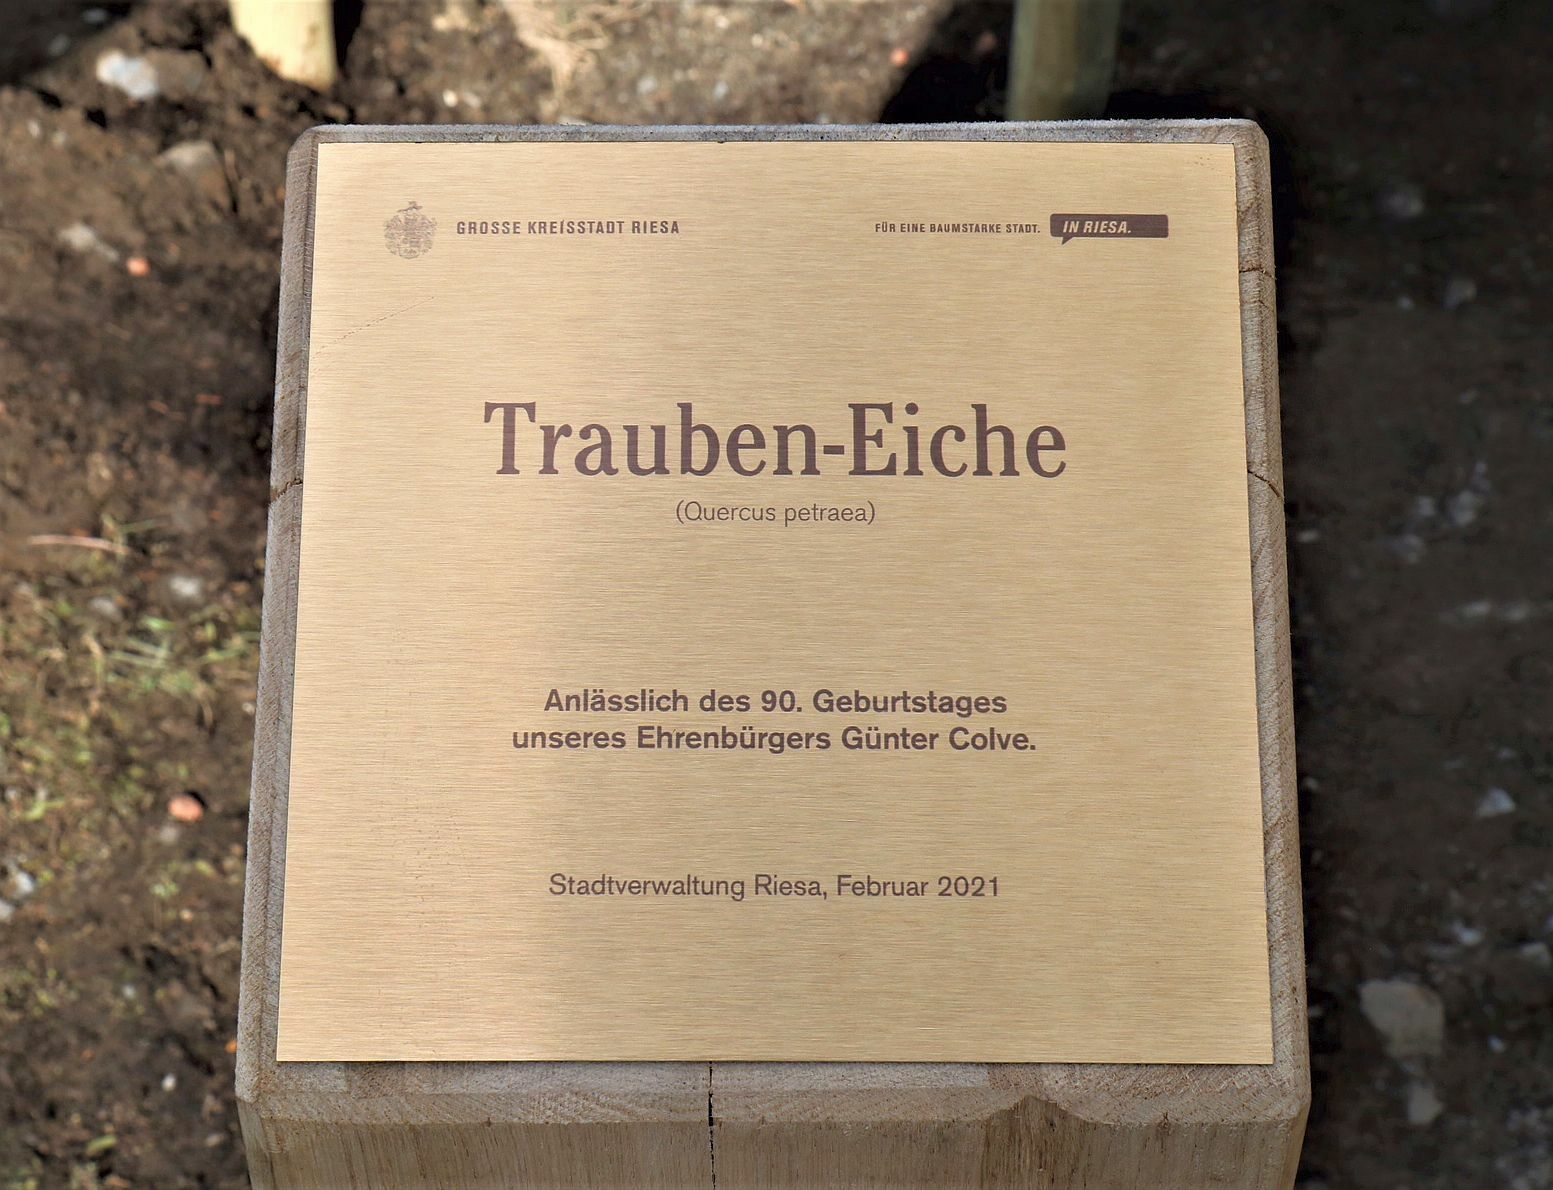 GROSSE KREISSTADT RIESA
FÜR EINE BAUMSTARKE STADT. IN RIESA.
Trauben-Eiche
(Quercus petraea)
Anlässlich des 90. Geburtstages
unseres Ehrenbürgers Günter Colve.
Stadtverwaltung Riesa, Februar 2021